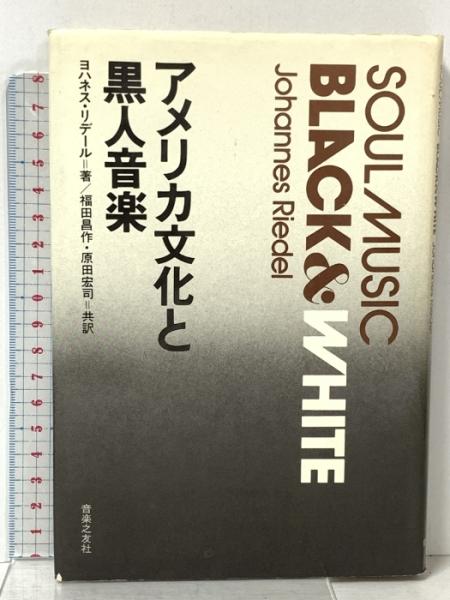 SOUL MUSIC
BLACK & WHITE
Johannes Riedel
アメリカ文化と
黒人音楽
ヨハネス・リデール=著/福田昌作・原田宏司=共訳
音楽之友社